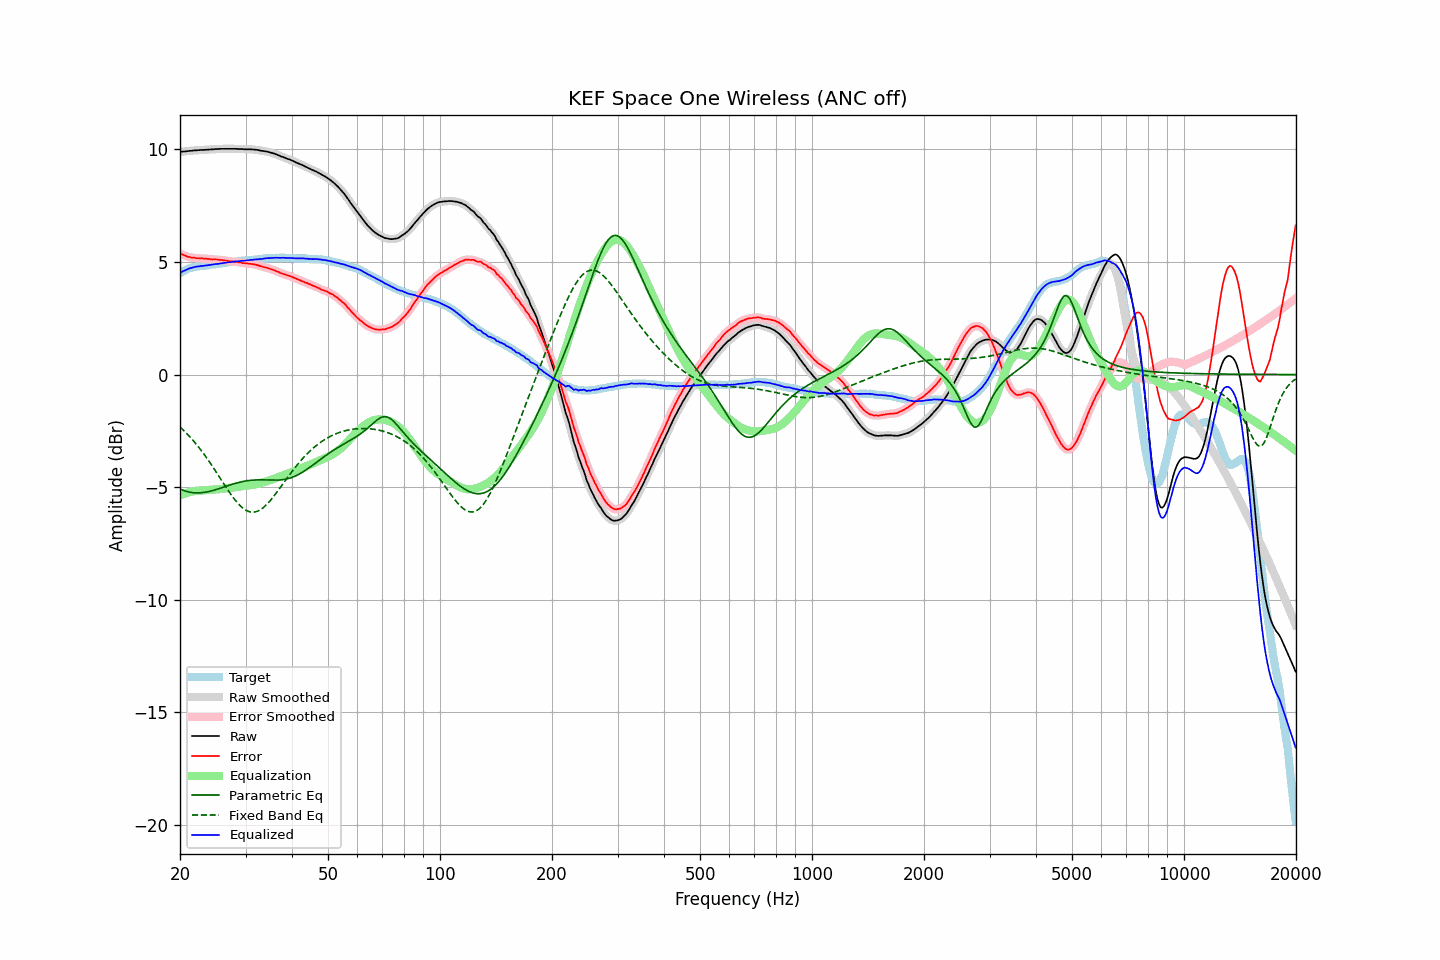 KEF Space One Wireless (ANC off)
Amplitude (dBr)
10
5
0
−5
−10
−15
−20
Target
Raw Smoothed
Error Smoothed
Raw
Error
Equalization
Parametric Eq
Fixed Band Eq
Equalized
20 50 100 200 500 1000 2000 5000 10000 20000
Frequency (Hz)